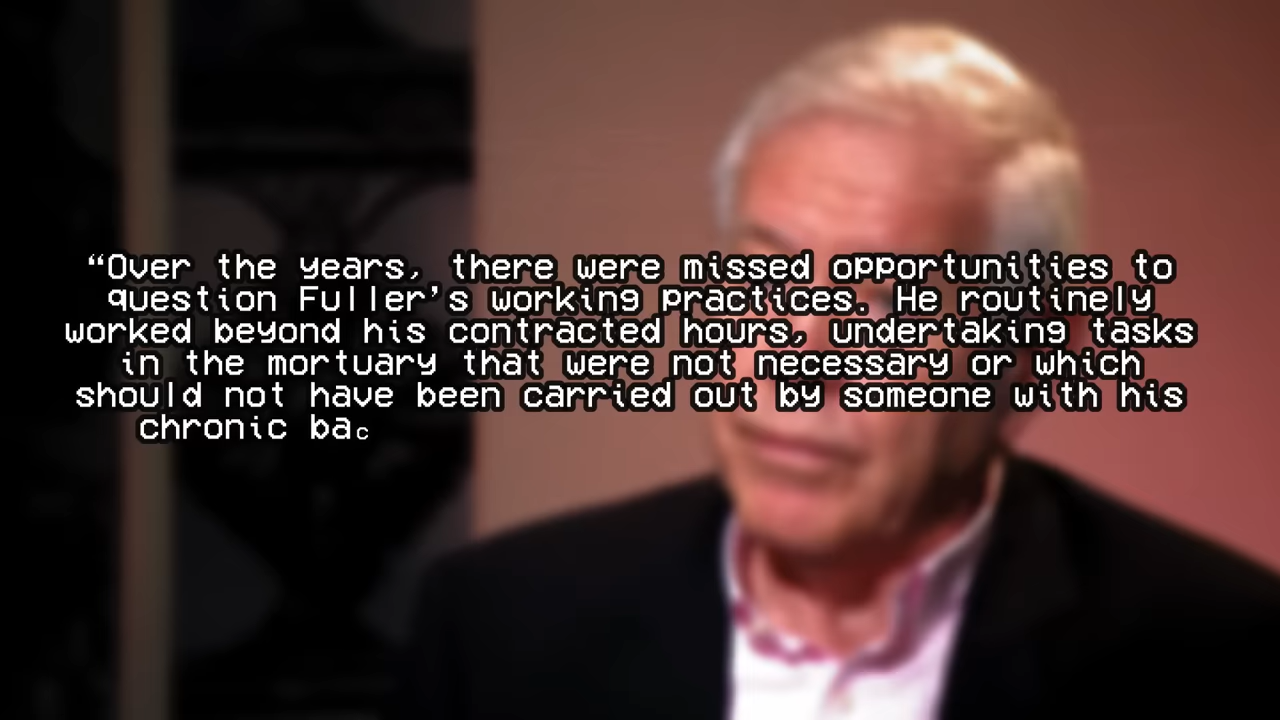 “Over the years, there were missed opportunities to
question Fuller’s working practices. He routinely
worked beyond his contracted hours, undertaking tasks
in the mortuary that were not necessary or which
should not have been carried out by someone with his
chronic bac